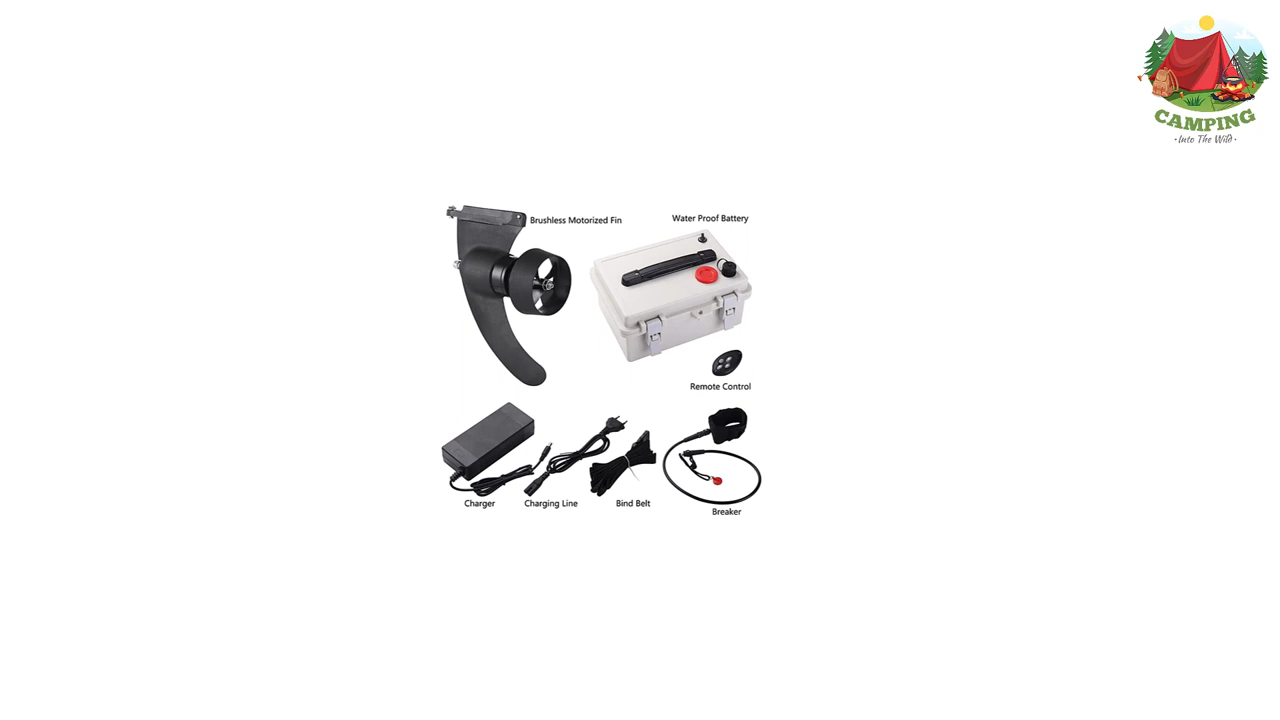 CAMPING
• Into The Wild •
Brushless Motorized Fin
Water Proof Battery
Remote Control
Charger
Charging Line
Bind Belt
Breaker